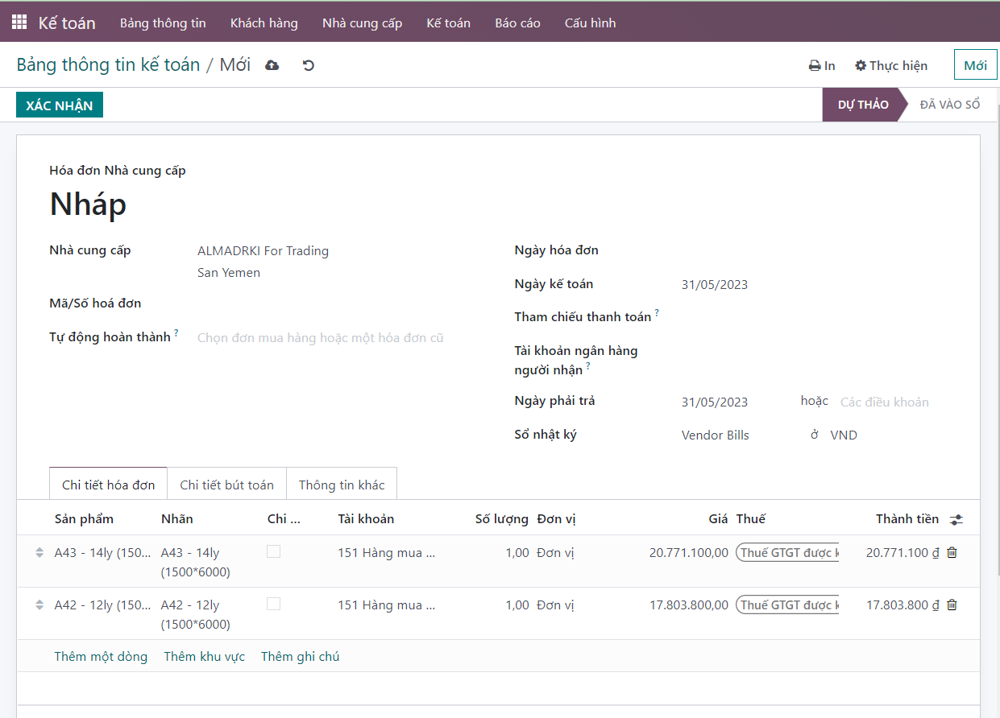 Kế toán Bảng thông tin Khách hàng Nhà cung cấp Kế toán Báo cáo Cấu hình
Bảng thông tin kế toán / Mới In Thực hiện Mới
XÁC NHẬN DỰ THẢO ĐÃ VÀO SỔ
Hóa đơn Nhà cung cấp
Nháp
Nhà cung cấp ALMADRKI For Trading
San Yemen
Mã/Số hoá đơn
Tự động hoàn thành ? Chọn đơn mua hàng hoặc một hóa đơn cũ
Ngày hóa đơn
Ngày kế toán 31/05/2023
Tham chiếu thanh toán ?
Tài khoản ngân hàng
người nhận ?
Ngày phải trả 31/05/2023 hoặc Các điều khoản
Sổ nhật ký Vendor Bills ở VND
Chi tiết hóa đơn Chi tiết bút toán Thông tin khác
Sản phẩm Nhãn Chi ... Tài khoản Số lượng Đơn vị Giá Thuế Thành tiền
A43 - 14ly (150... A43 - 14ly 151 Hàng mua ... 1,00 Đơn vị 20.771.100,00 Thuế GTGT được k 20.771.100 ₫
(1500*6000)
A42 - 12ly (150... A42 - 12ly 151 Hàng mua ... 1,00 Đơn vị 17.803.800,00 Thuế GTGT được k 17.803.800 ₫
(1500*6000)
Thêm một dòng Thêm khu vực Thêm ghi chú